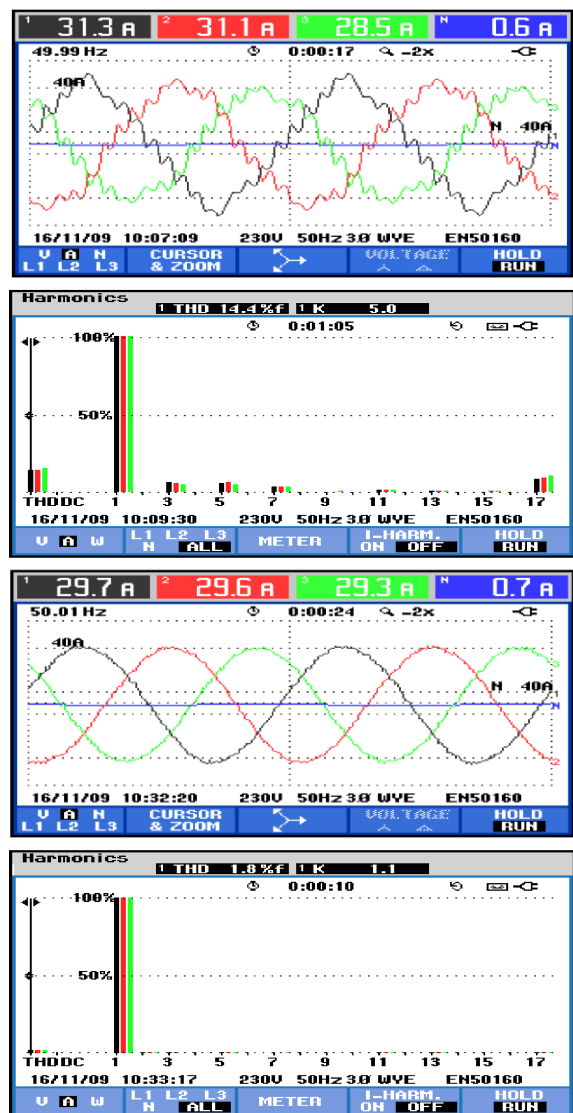 1 31.3 A 2 31.1 A 3 28.5 A N 0.6 A
49.99 Hz 0:00:17 -2x
40A
3
N 40A
1
N
2
16/11/09 10:07:09 230V 50Hz 3Ø WYE EN50160
V A N
L1 L2 L3
CURSOR
& ZOOM
VOLTAGE
HOLD
RUN
Harmonics
1 THD 14.4%f 1 K 5.0
0:01:05
100%
50%
THDDC 1 3 5 7 9 11 13 15 17
16/11/09 10:09:30 230V 50Hz 3Ø WYE EN50160
V A W
L1 L2 L3
N ALL
METER
I-HARM.
ON OFF
HOLD
RUN
1 29.7 A 2 29.6 A 3 29.3 A N 0.7 A
50.01 Hz 0:00:24 -2x
40A
3
N 40A
1
N
2
16/11/09 10:32:20 230V 50Hz 3Ø WYE EN50160
V A N
L1 L2 L3
CURSOR
& ZOOM
VOLTAGE
HOLD
RUN
Harmonics
1 THD 1.8%f 1 K 1.1
0:00:10
100%
50%
THDDC 1 3 5 7 9 11 13 15 17
16/11/09 10:33:17 230V 50Hz 3Ø WYE EN50160
V A W
L1 L2 L3
N ALL
METER
I-HARM.
ON OFF
HOLD
RUN